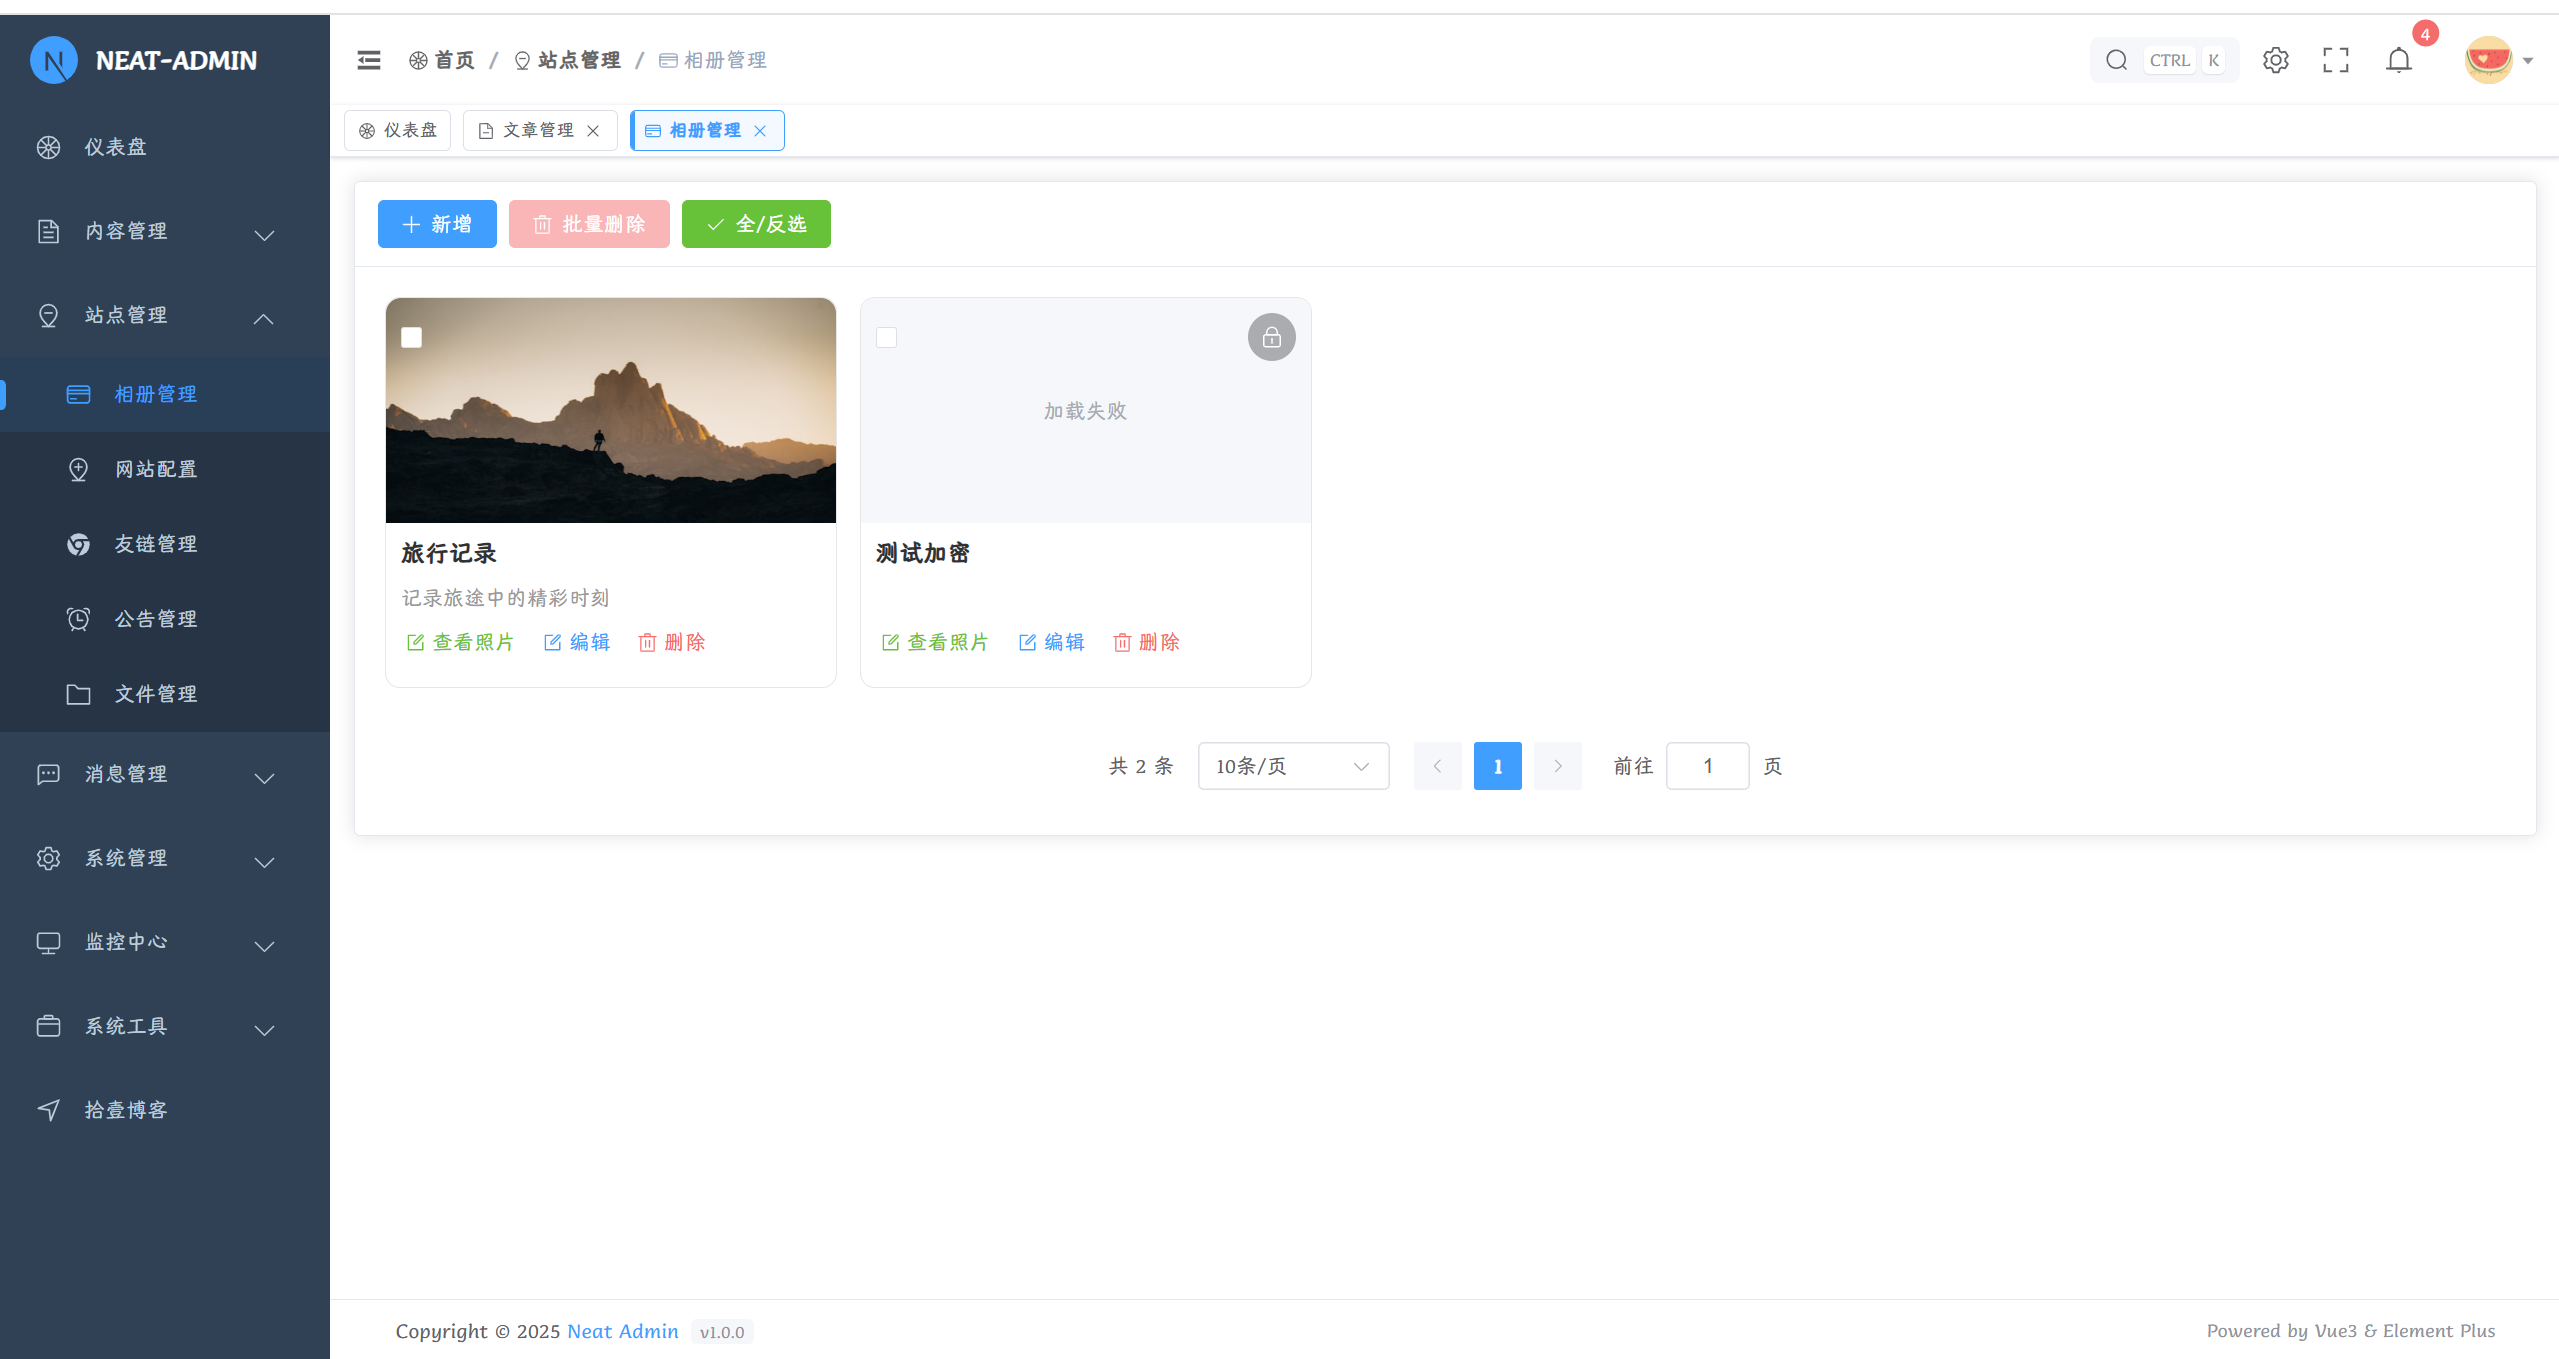 NEAT-ADMIN
仪表盘
内容管理
站点管理
相册管理
网站配置
友链管理
公告管理
文件管理
消息管理
系统管理
监控中心
系统工具
拾壹博客
首页 / 站点管理 / 相册管理
CTRL K
4
仪表盘 文章管理 相册管理
新增 批量删除 全/反选
旅行记录
记录旅途中的精彩时刻
查看照片 编辑 删除
加载失败
测试加密
查看照片 编辑 删除
共 2 条 10条/页 1 前往 1 页
Copyright © 2025 Neat Admin v1.0.0
Powered by Vue3 & Element Plus